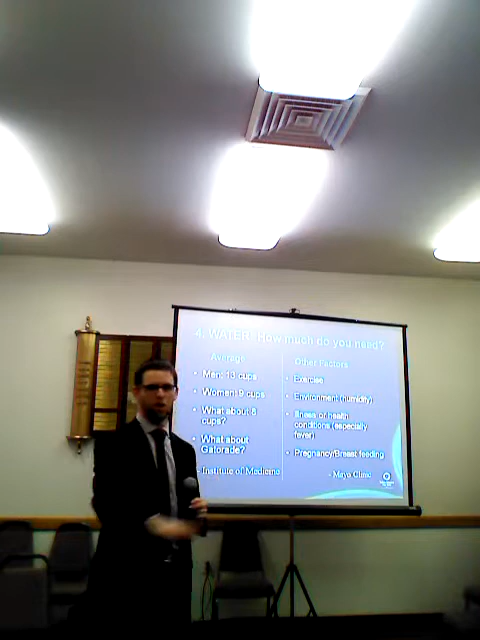 4. WATER: How much do you need?
Average
• Men: 13 cups
• Women: 9 cups
• What about 8
cups?
• What about
Gatorade?
- Institute of Medicine
Other Factors
• Exercise
• Environment (humidity)
• Illness or health
conditions (especially
fever)
• Pregnancy/Breast feeding
- Mayo Clinic